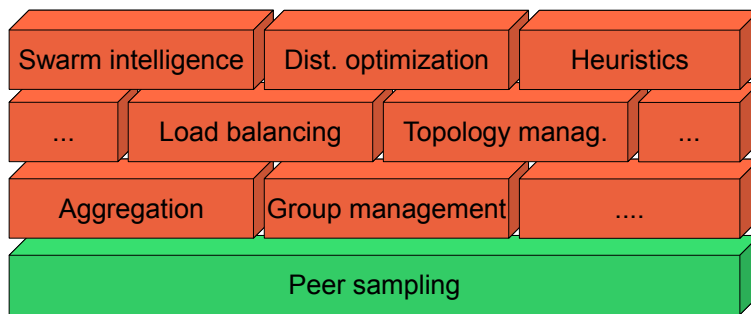 Swarm intelligence Dist. optimization Heuristics
... Load balancing Topology manag. ...
Aggregation Group management ....
Peer sampling